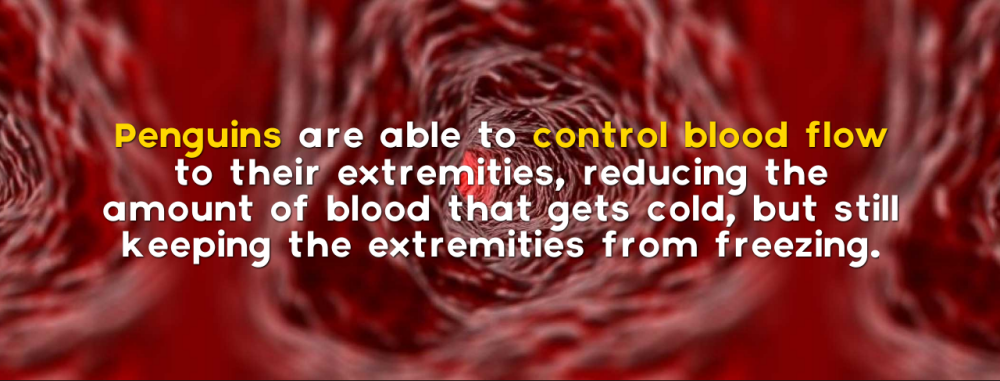 Penguins are able to control blood flow
to their extremities, reducing the
amount of blood that gets cold, but still
keeping the extremities from freezing.